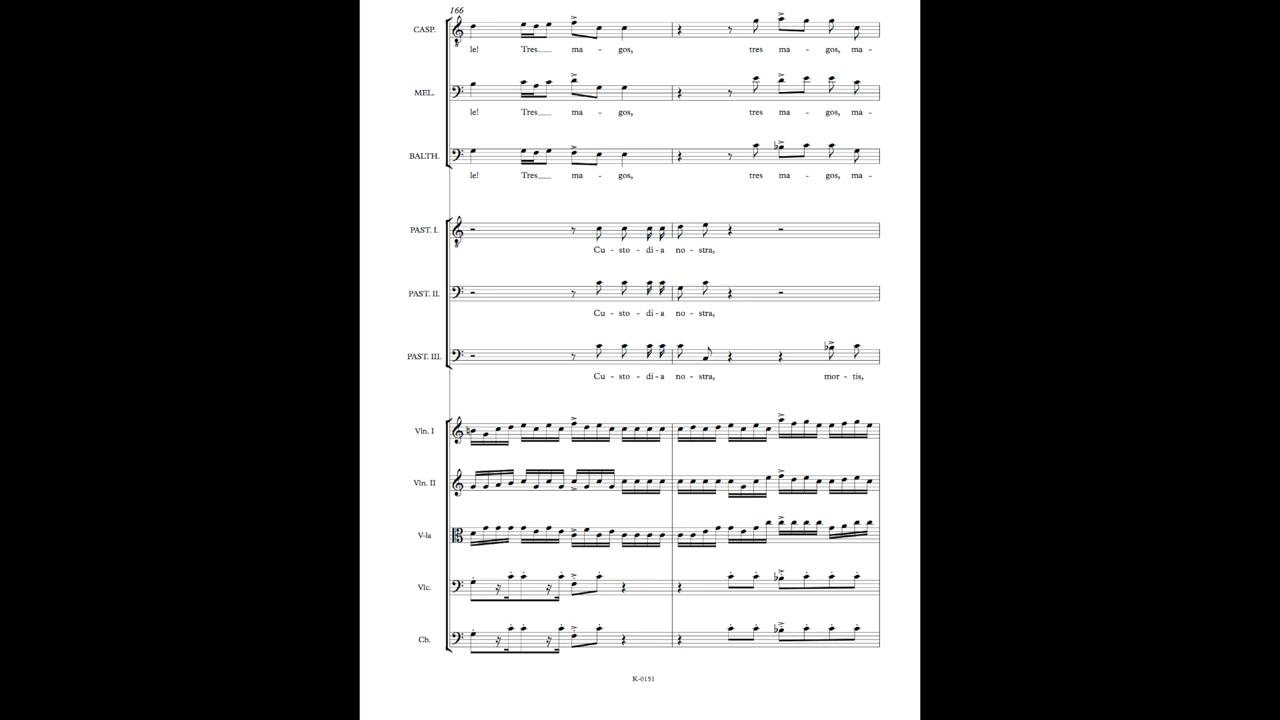 166
CASP.
le! Tres___ ma - gos, tres ma - gos, ma -
MEL.
le! Tres___ ma - gos, tres ma - gos, ma -
BALTH.
le! Tres___ ma - gos, tres ma - gos, ma -
PAST. I.
Cu - sto - di - a no - stra,
PAST. II.
Cu - sto - di - a no - stra,
PAST. III.
Cu - sto - di - a no - stra, mor - tis,
Vln. I
Vln. II
V-la
Vlc.
Cb.
K-0151